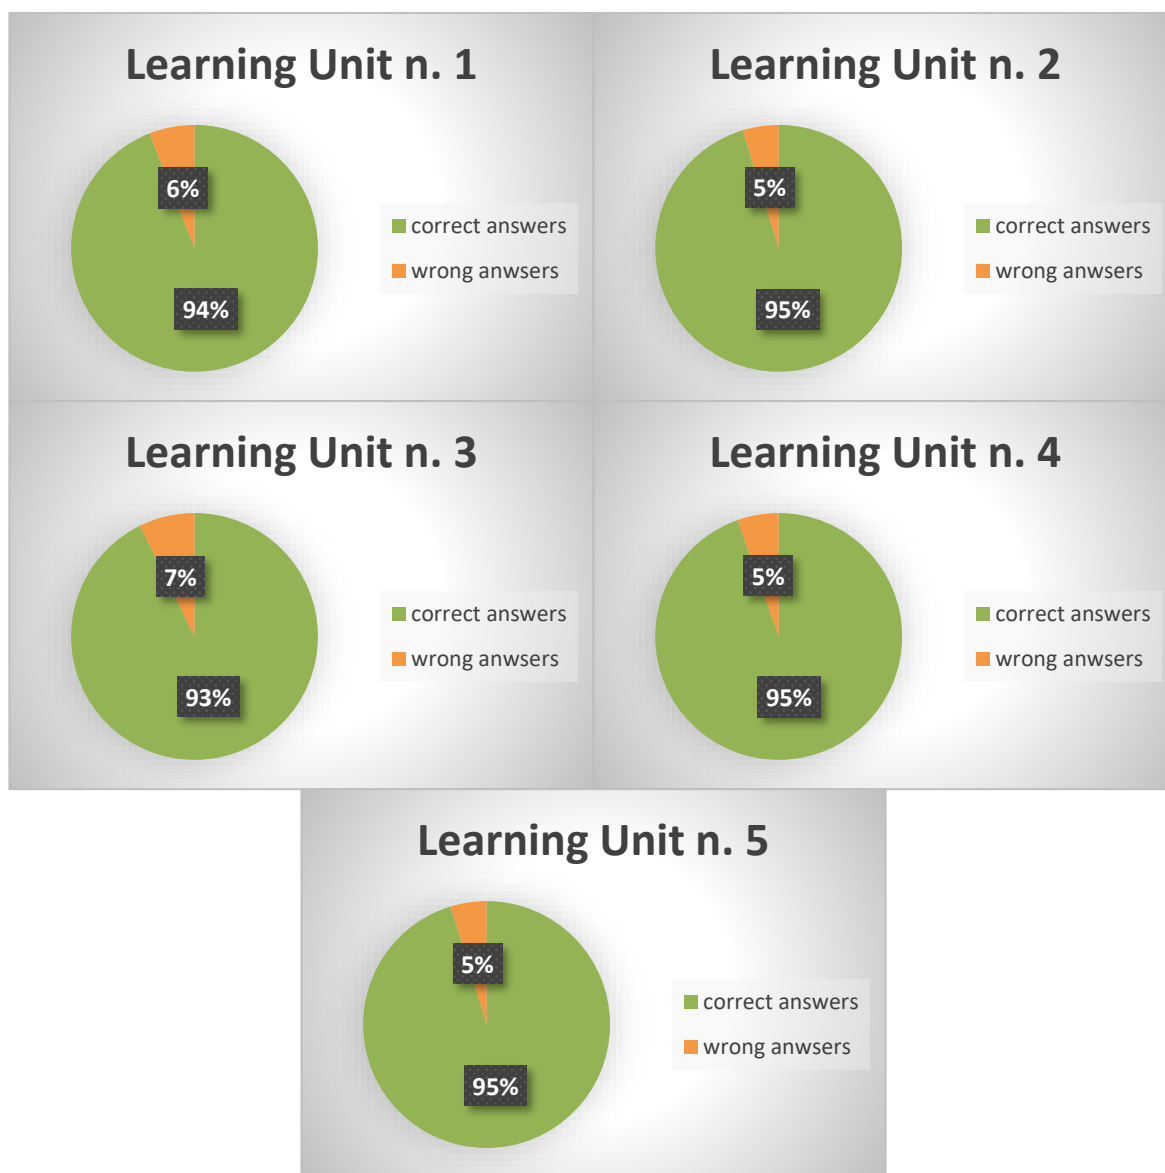 Learning Unit n. 1
6%
94%
correct answers
wrong anwsers
Learning Unit n. 2
5%
95%
correct answers
wrong anwsers
Learning Unit n. 3
7%
93%
correct answers
wrong anwsers
Learning Unit n. 4
5%
95%
correct answers
wrong anwsers
Learning Unit n. 5
5%
95%
correct answers
wrong anwsers